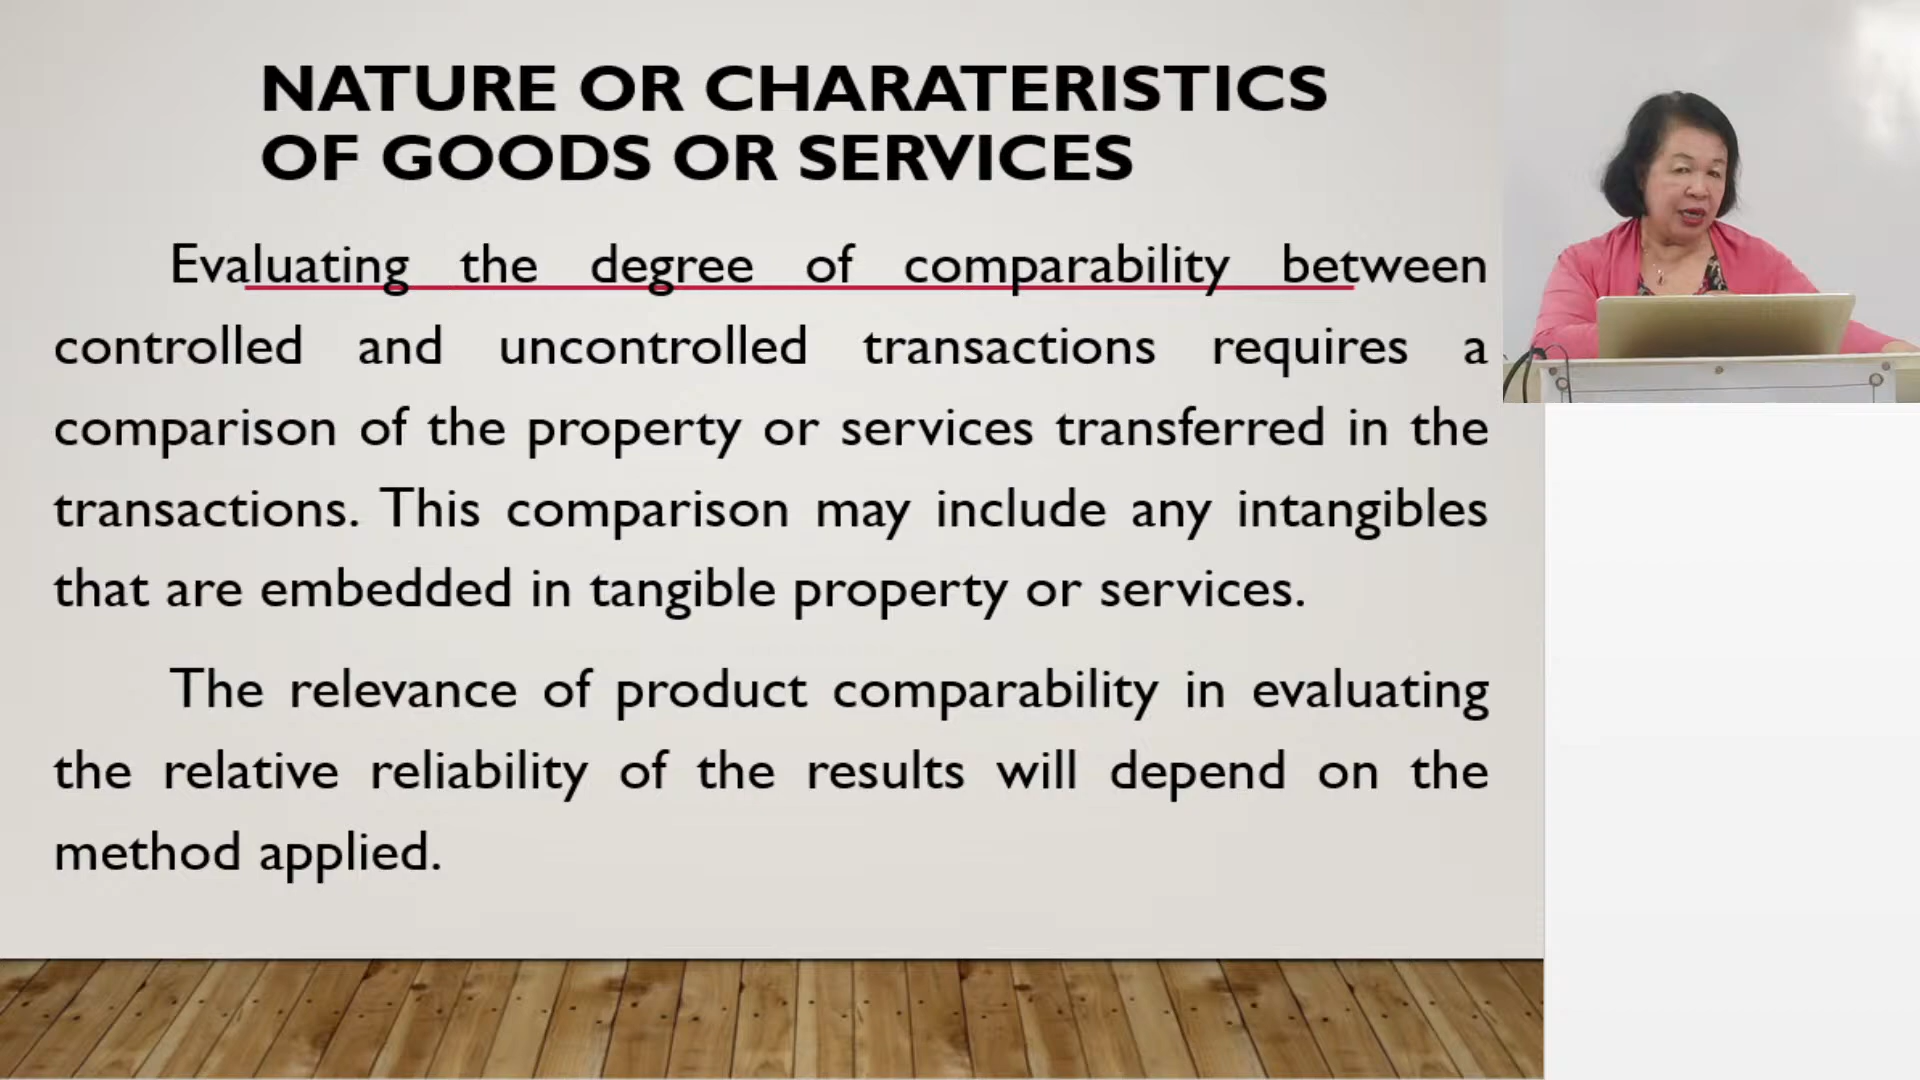 NATURE OR CHARATERISTICS
OF GOODS OR SERVICES
Evaluating the degree of comparability between
controlled and uncontrolled transactions requires a
comparison of the property or services transferred in the
transactions. This comparison may include any intangibles
that are embedded in tangible property or services.
The relevance of product comparability in evaluating
the relative reliability of the results will depend on the
method applied.